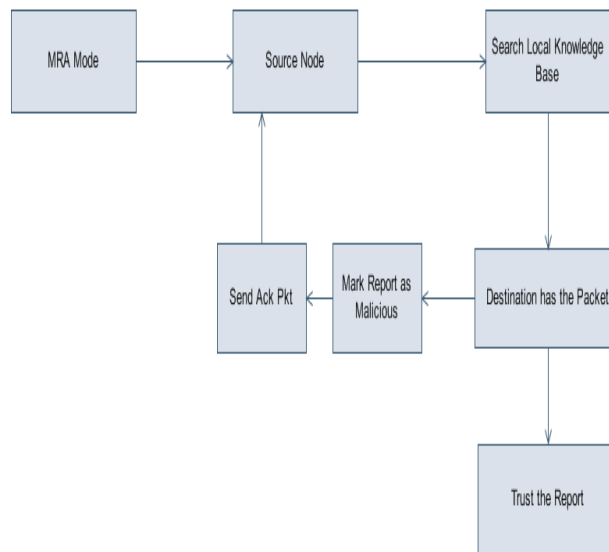 MRA Mode
Source Node
Search Local Knowledge
Base
Send Ack Pkt
Mark Report as
Malicious
Destination has the Packet
Trust the Report